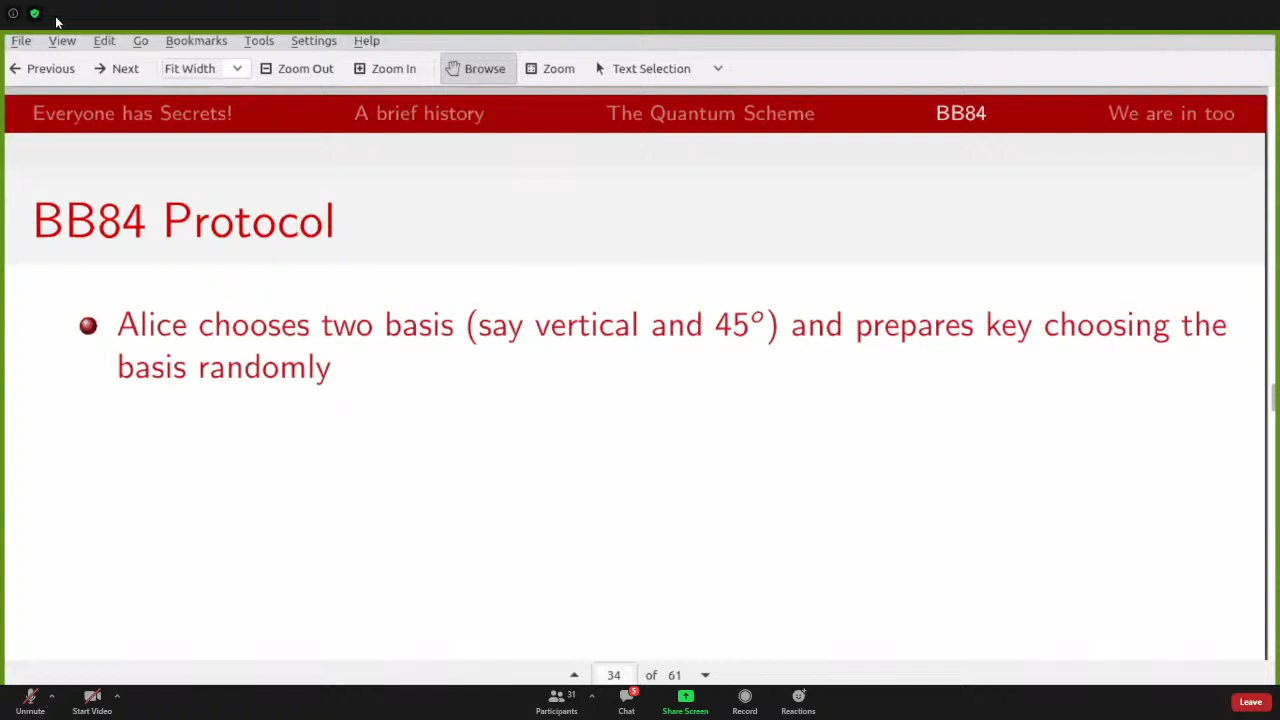 File View Edit Go Bookmarks Tools Settings Help
Previous Next Fit Width Zoom Out Zoom In Browse Zoom Text Selection
Everyone has Secrets! A brief history The Quantum Scheme BB84 We are in too
BB84 Protocol
Alice chooses two basis (say vertical and 45º) and prepares key choosing the
basis randomly
34 of 61
31 5
Unmute Start Video Participants Chat Share Screen Record Reactions Leave